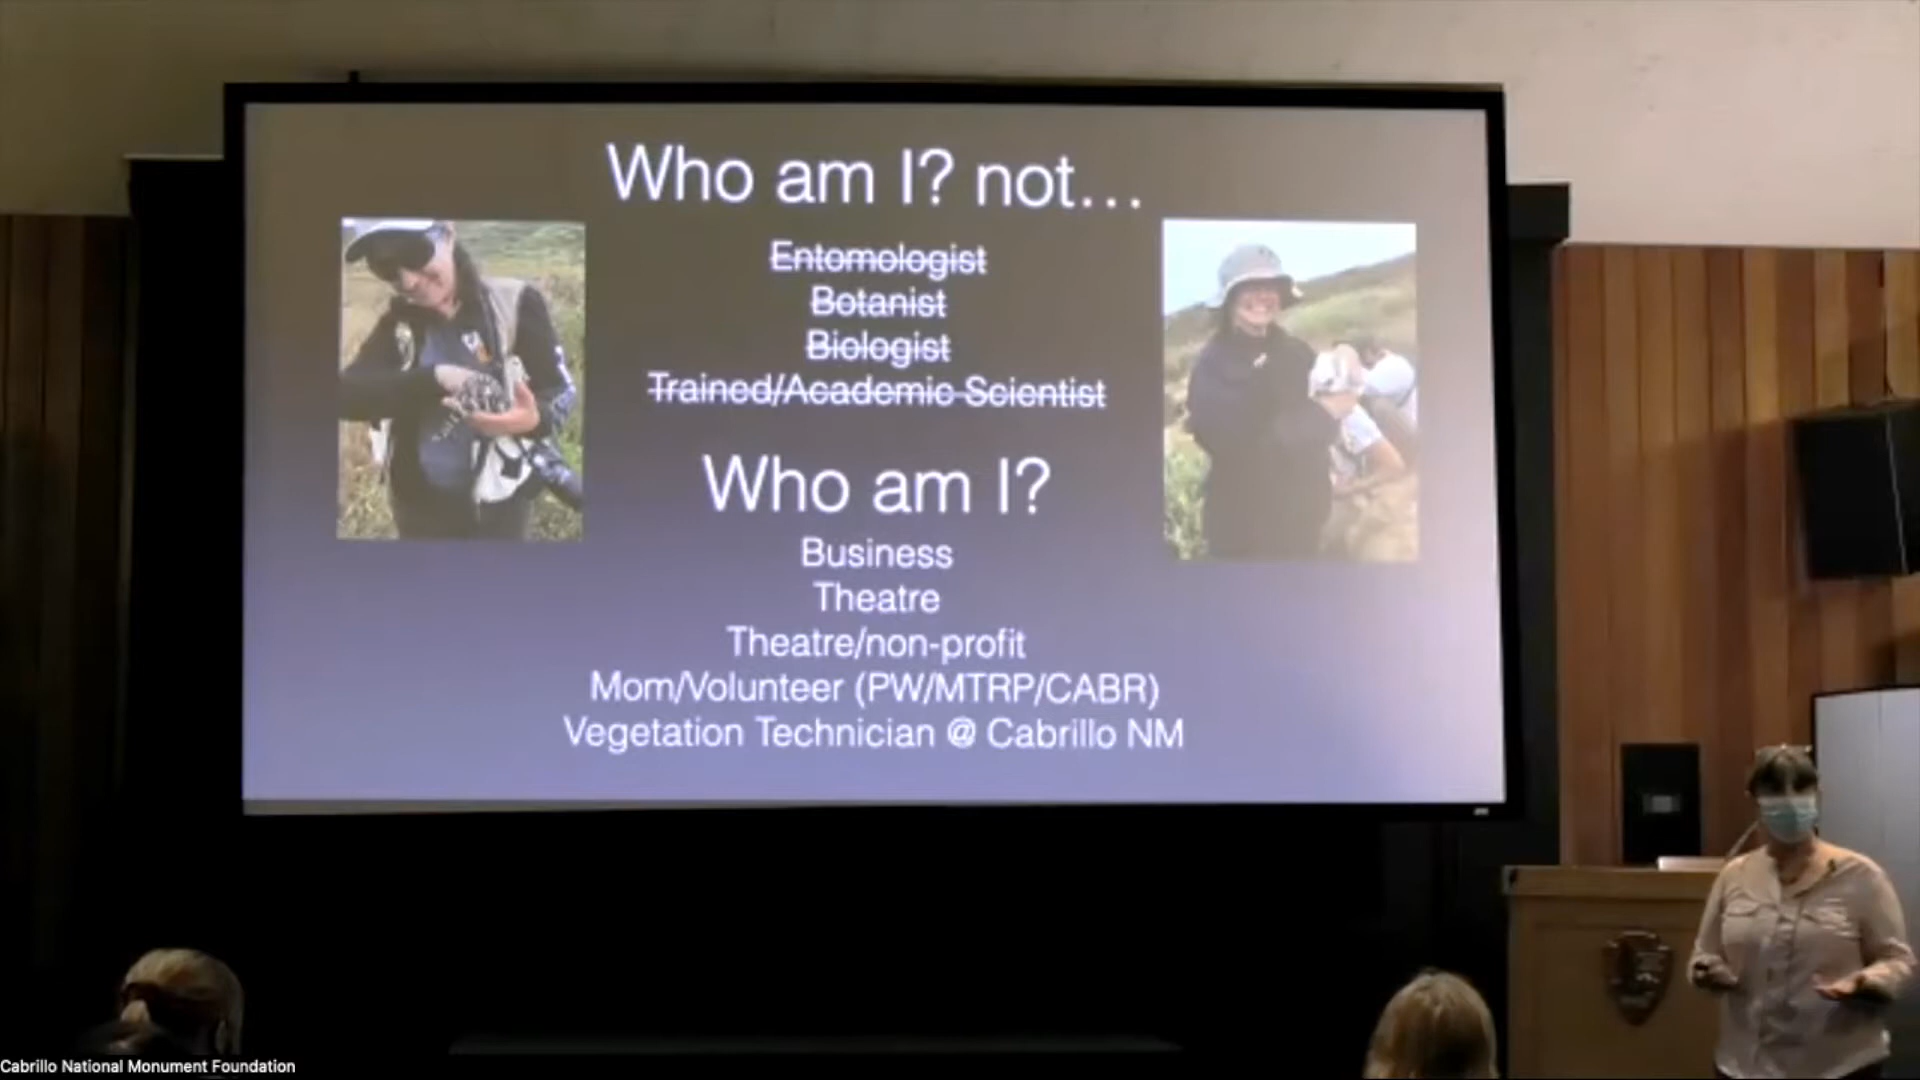 Who am I? not...
Entomologist
Botanist
Biologist
Trained/Academic Scientist
Who am I?
Business
Theatre
Theatre/non-profit
Mom/Volunteer (PW/MTRP/CABR)
Vegetation Technician @ Cabrillo NM
Cabrillo National Monument Foundation